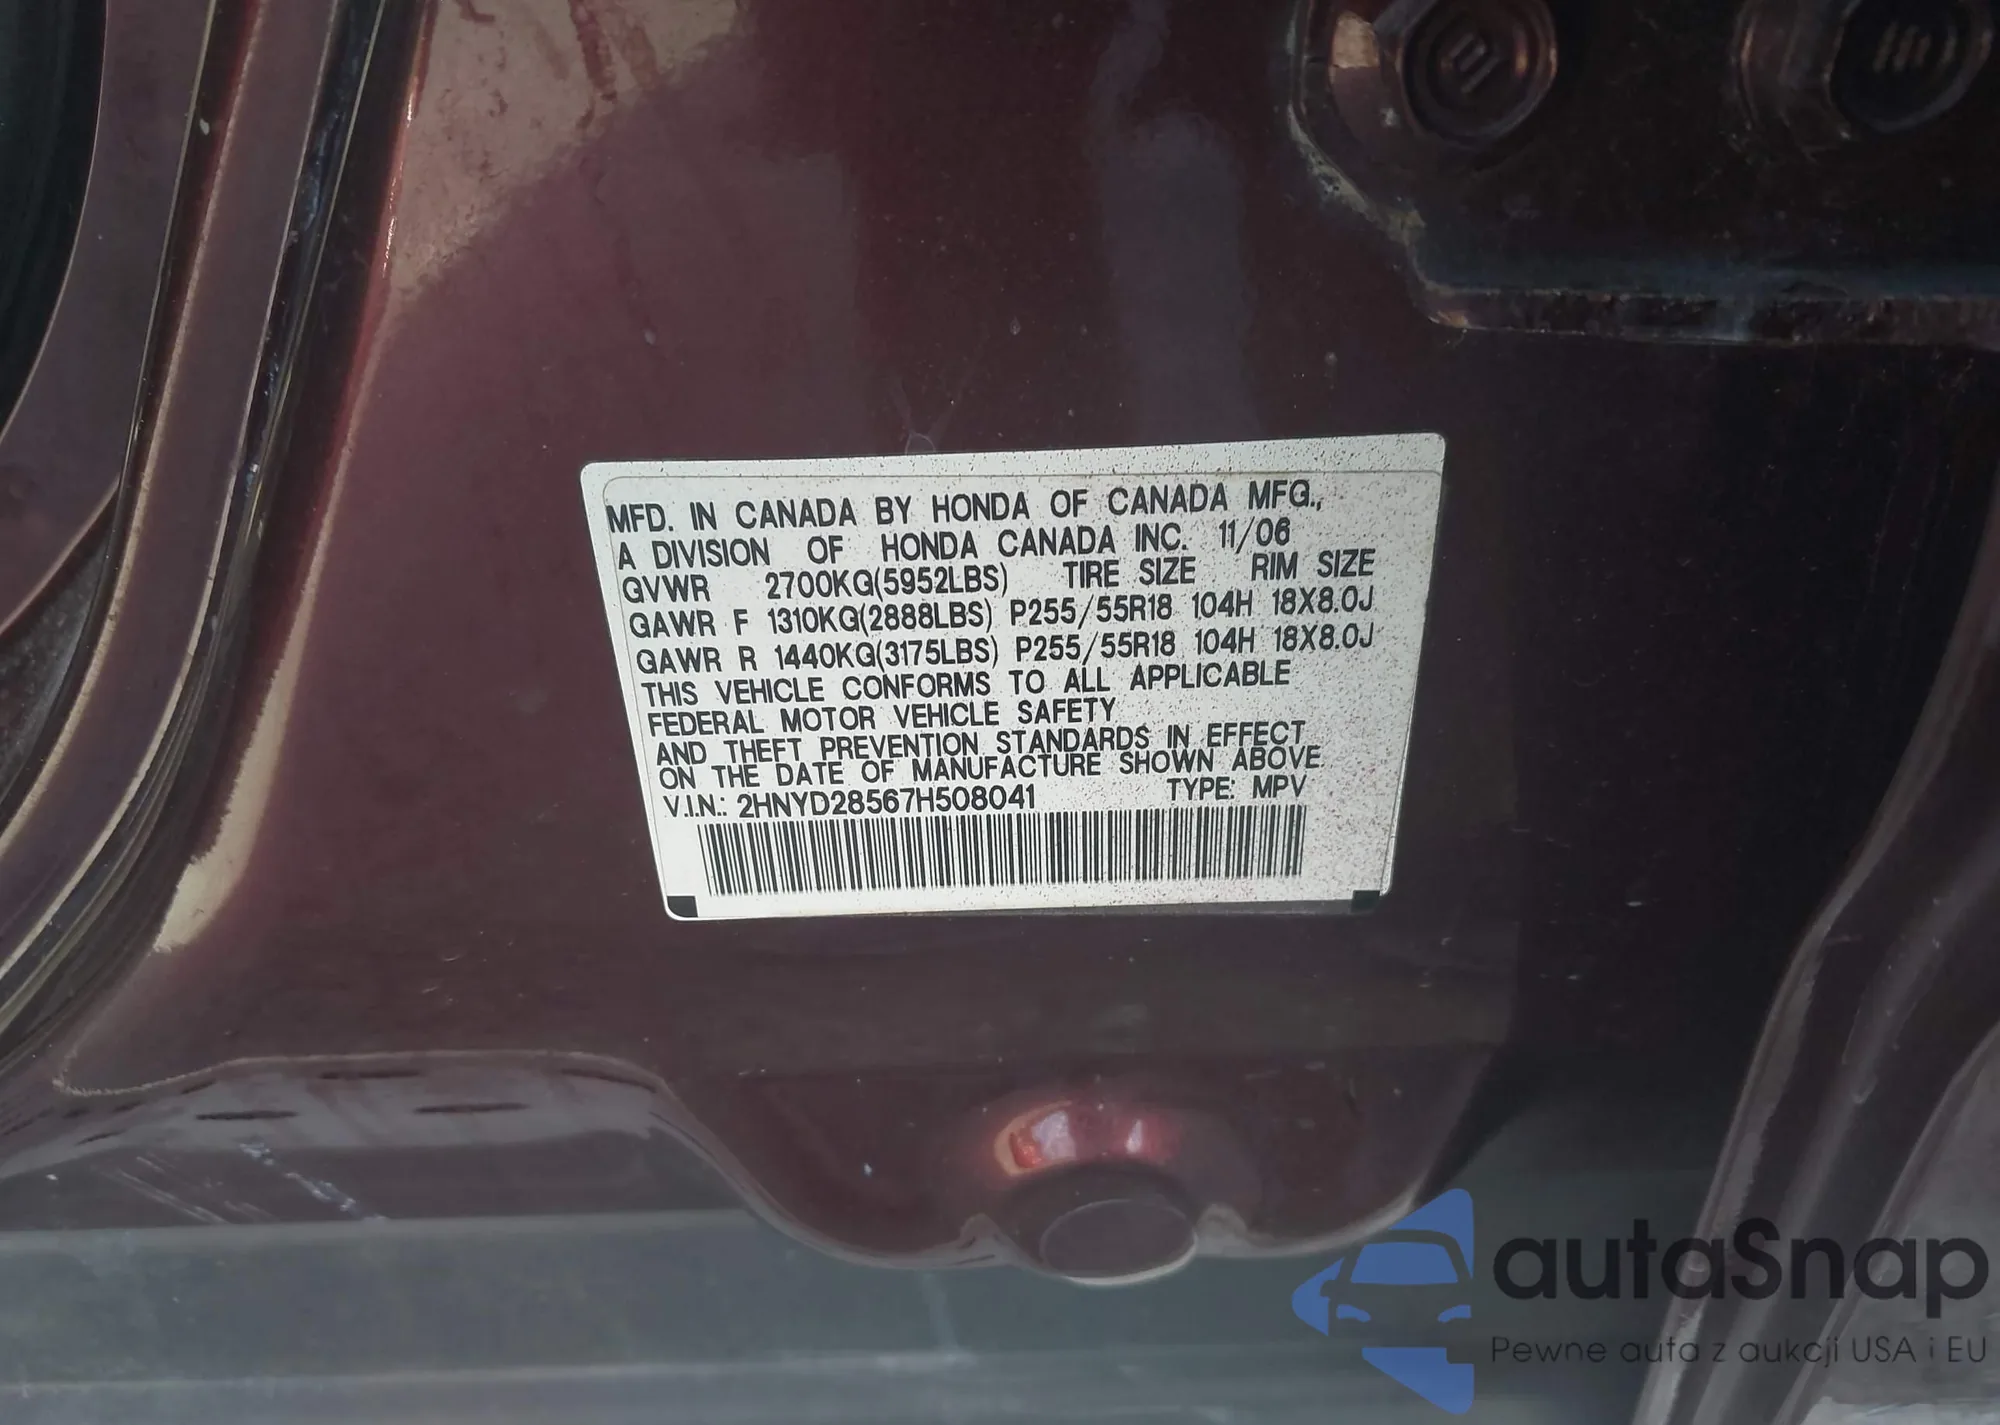 MFD. IN CANADA BY HONDA OF CANADA MFG.,
A DIVISION OF HONDA CANADA INC. 11/06
GVWR 2700KG(5952LBS) TIRE SIZE RIM SIZE
GAWR F 1310KG(2888LBS) P255/55R18 104H 18X8.0J
GAWR R 1440KG(3175LBS) P255/55R18 104H 18X8.0J
THIS VEHICLE CONFORMS TO ALL APPLICABLE
FEDERAL MOTOR VEHICLE SAFETY
AND THEFT PREVENTION STANDARDS IN EFFECT
ON THE DATE OF MANUFACTURE SHOWN ABOVE
V.I.N.: 2HNYD28567H508041 TYPE: MPV
autaSnap
Pewne auta z aukcji USA i EU